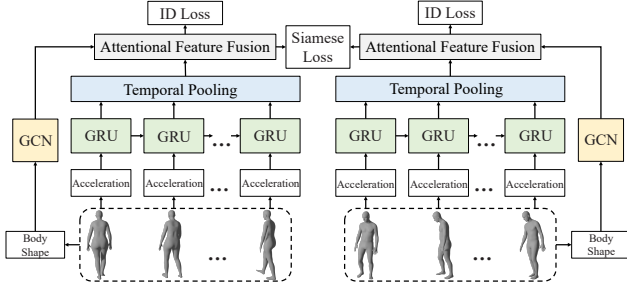 ID Loss
ID Loss
Attentional Feature Fusion
Siamese
Loss
Attentional Feature Fusion
Temporal Pooling
Temporal Pooling
GCN
GRU
GRU
...
GRU
GRU
GRU
...
GRU
GCN
Acceleration
Acceleration
...
Acceleration
Acceleration
Acceleration
...
Acceleration
Body
Shape
...
...
Body
Shape